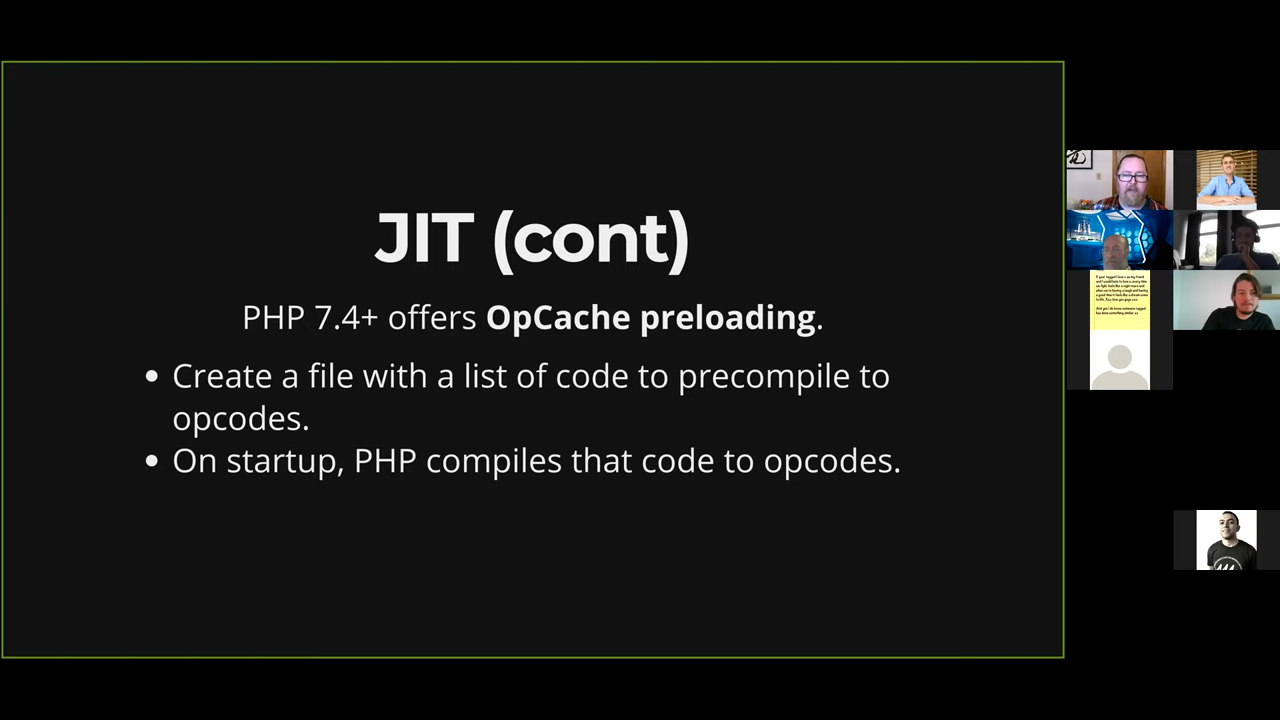 JIT (cont)
PHP 7.4+ offers OpCache preloading.
• Create a file with a list of code to precompile to
opcodes.
• On startup, PHP compiles that code to opcodes.